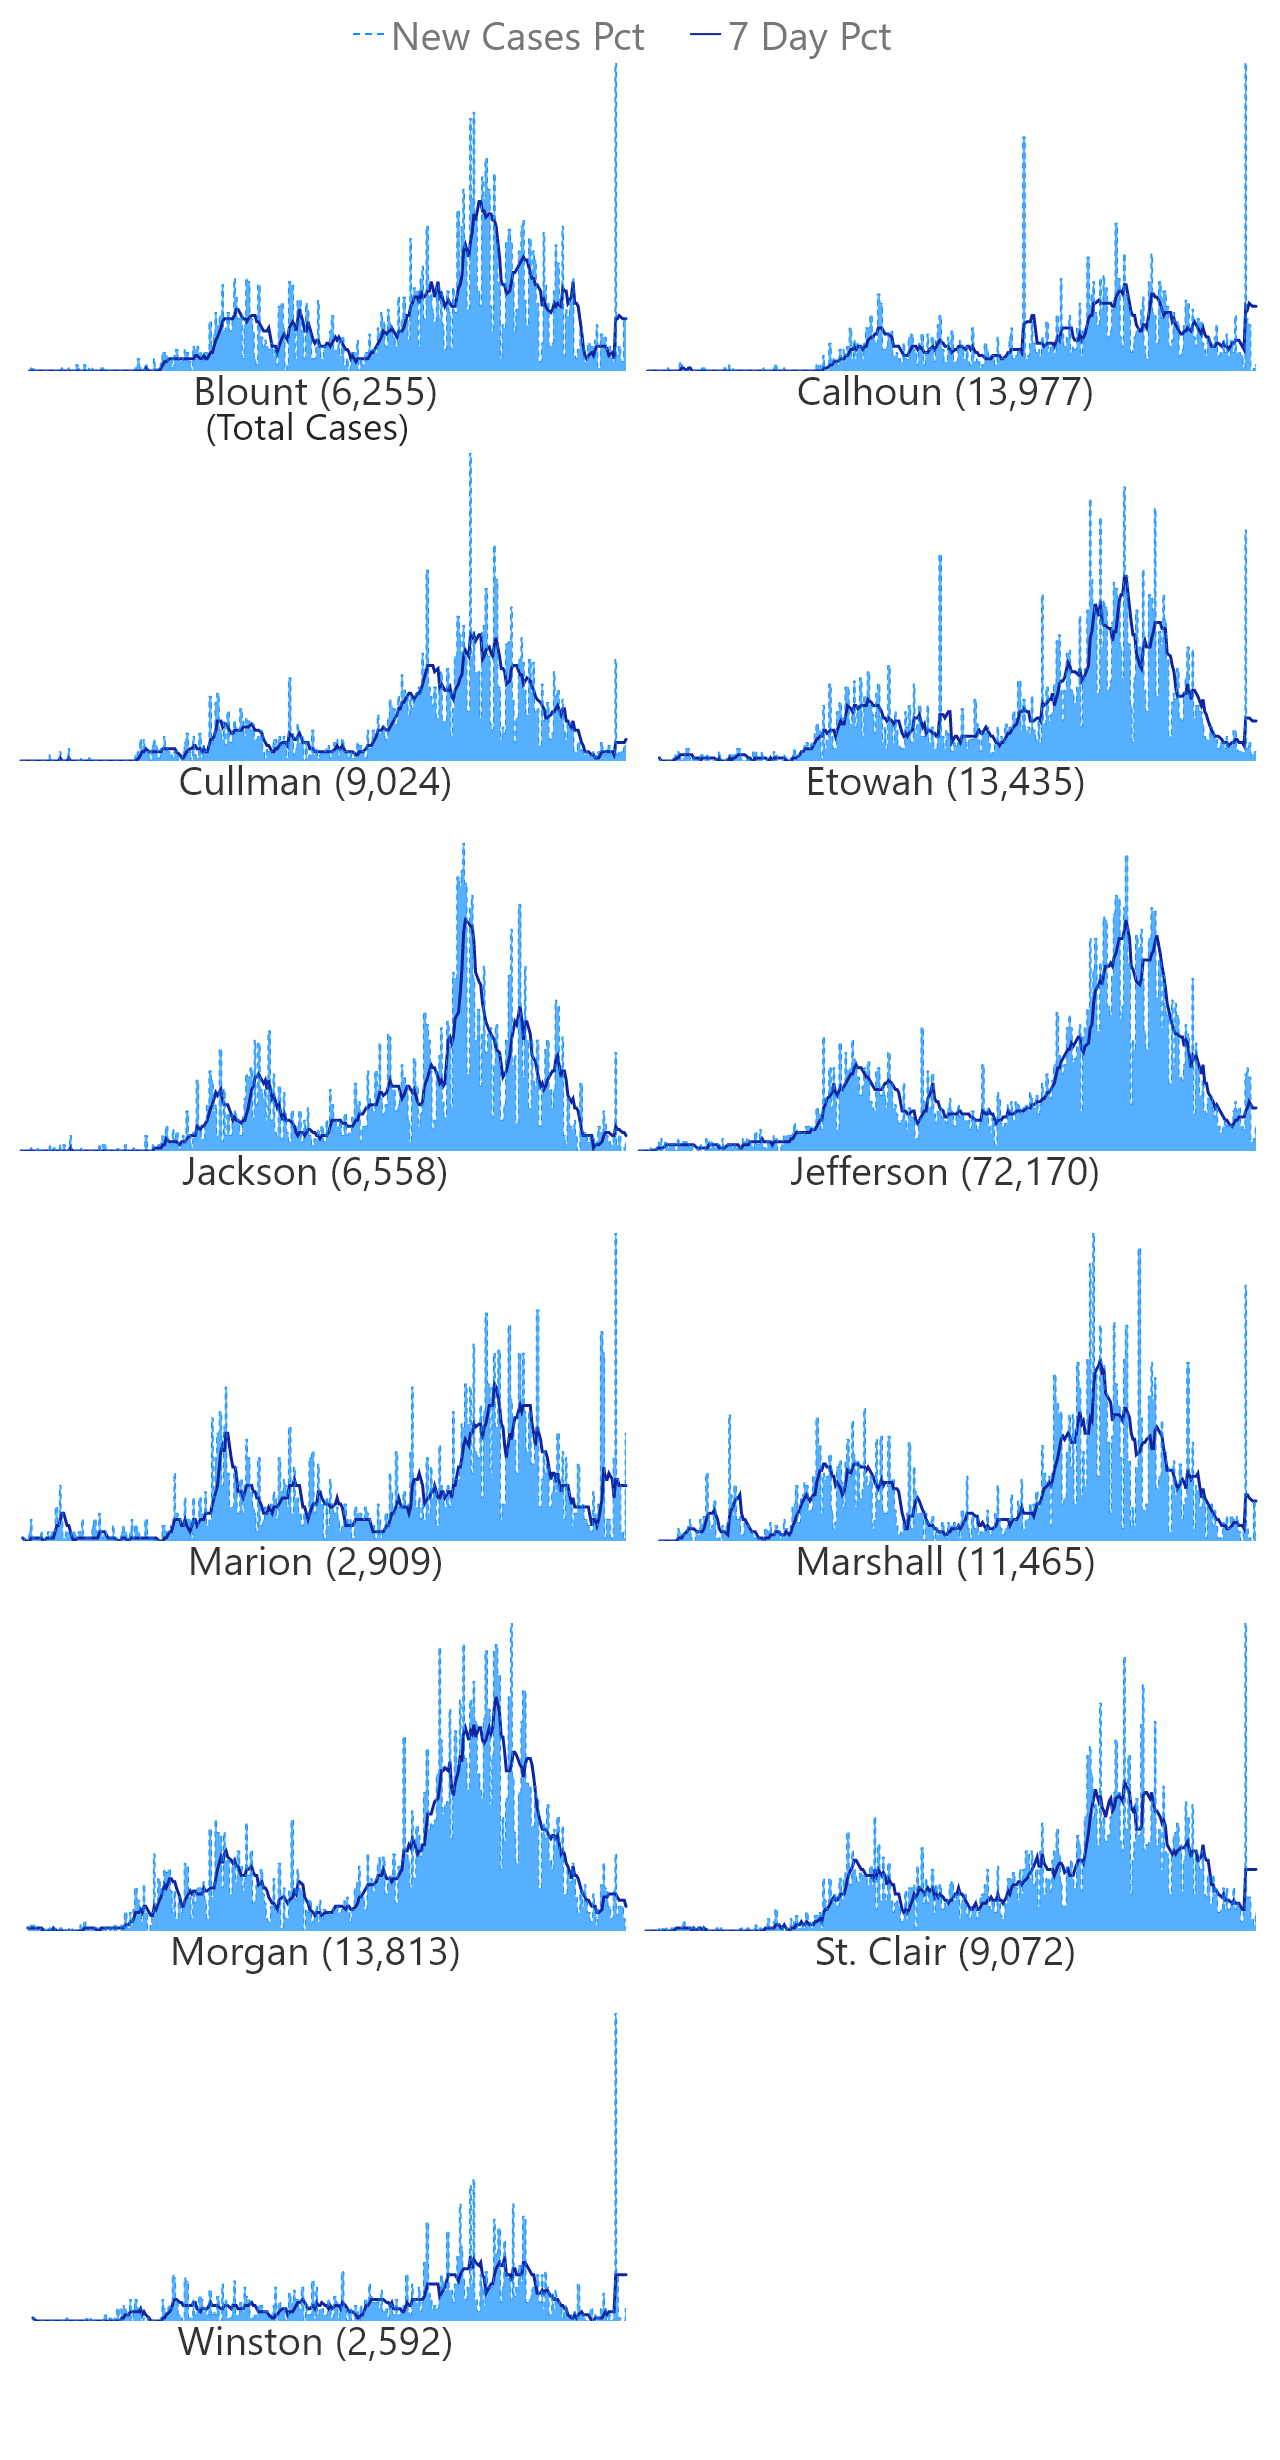 New Cases Pct 7 Day Pct
Blount (6,255) Calhoun (13,977)
(Total Cases)
Cullman (9,024) Etowah (13,435)
Jackson (6,558) Jefferson (72,170)
Marion (2,909) Marshall (11,465)
Morgan (13,813) St. Clair (9,072)
Winston (2,592)